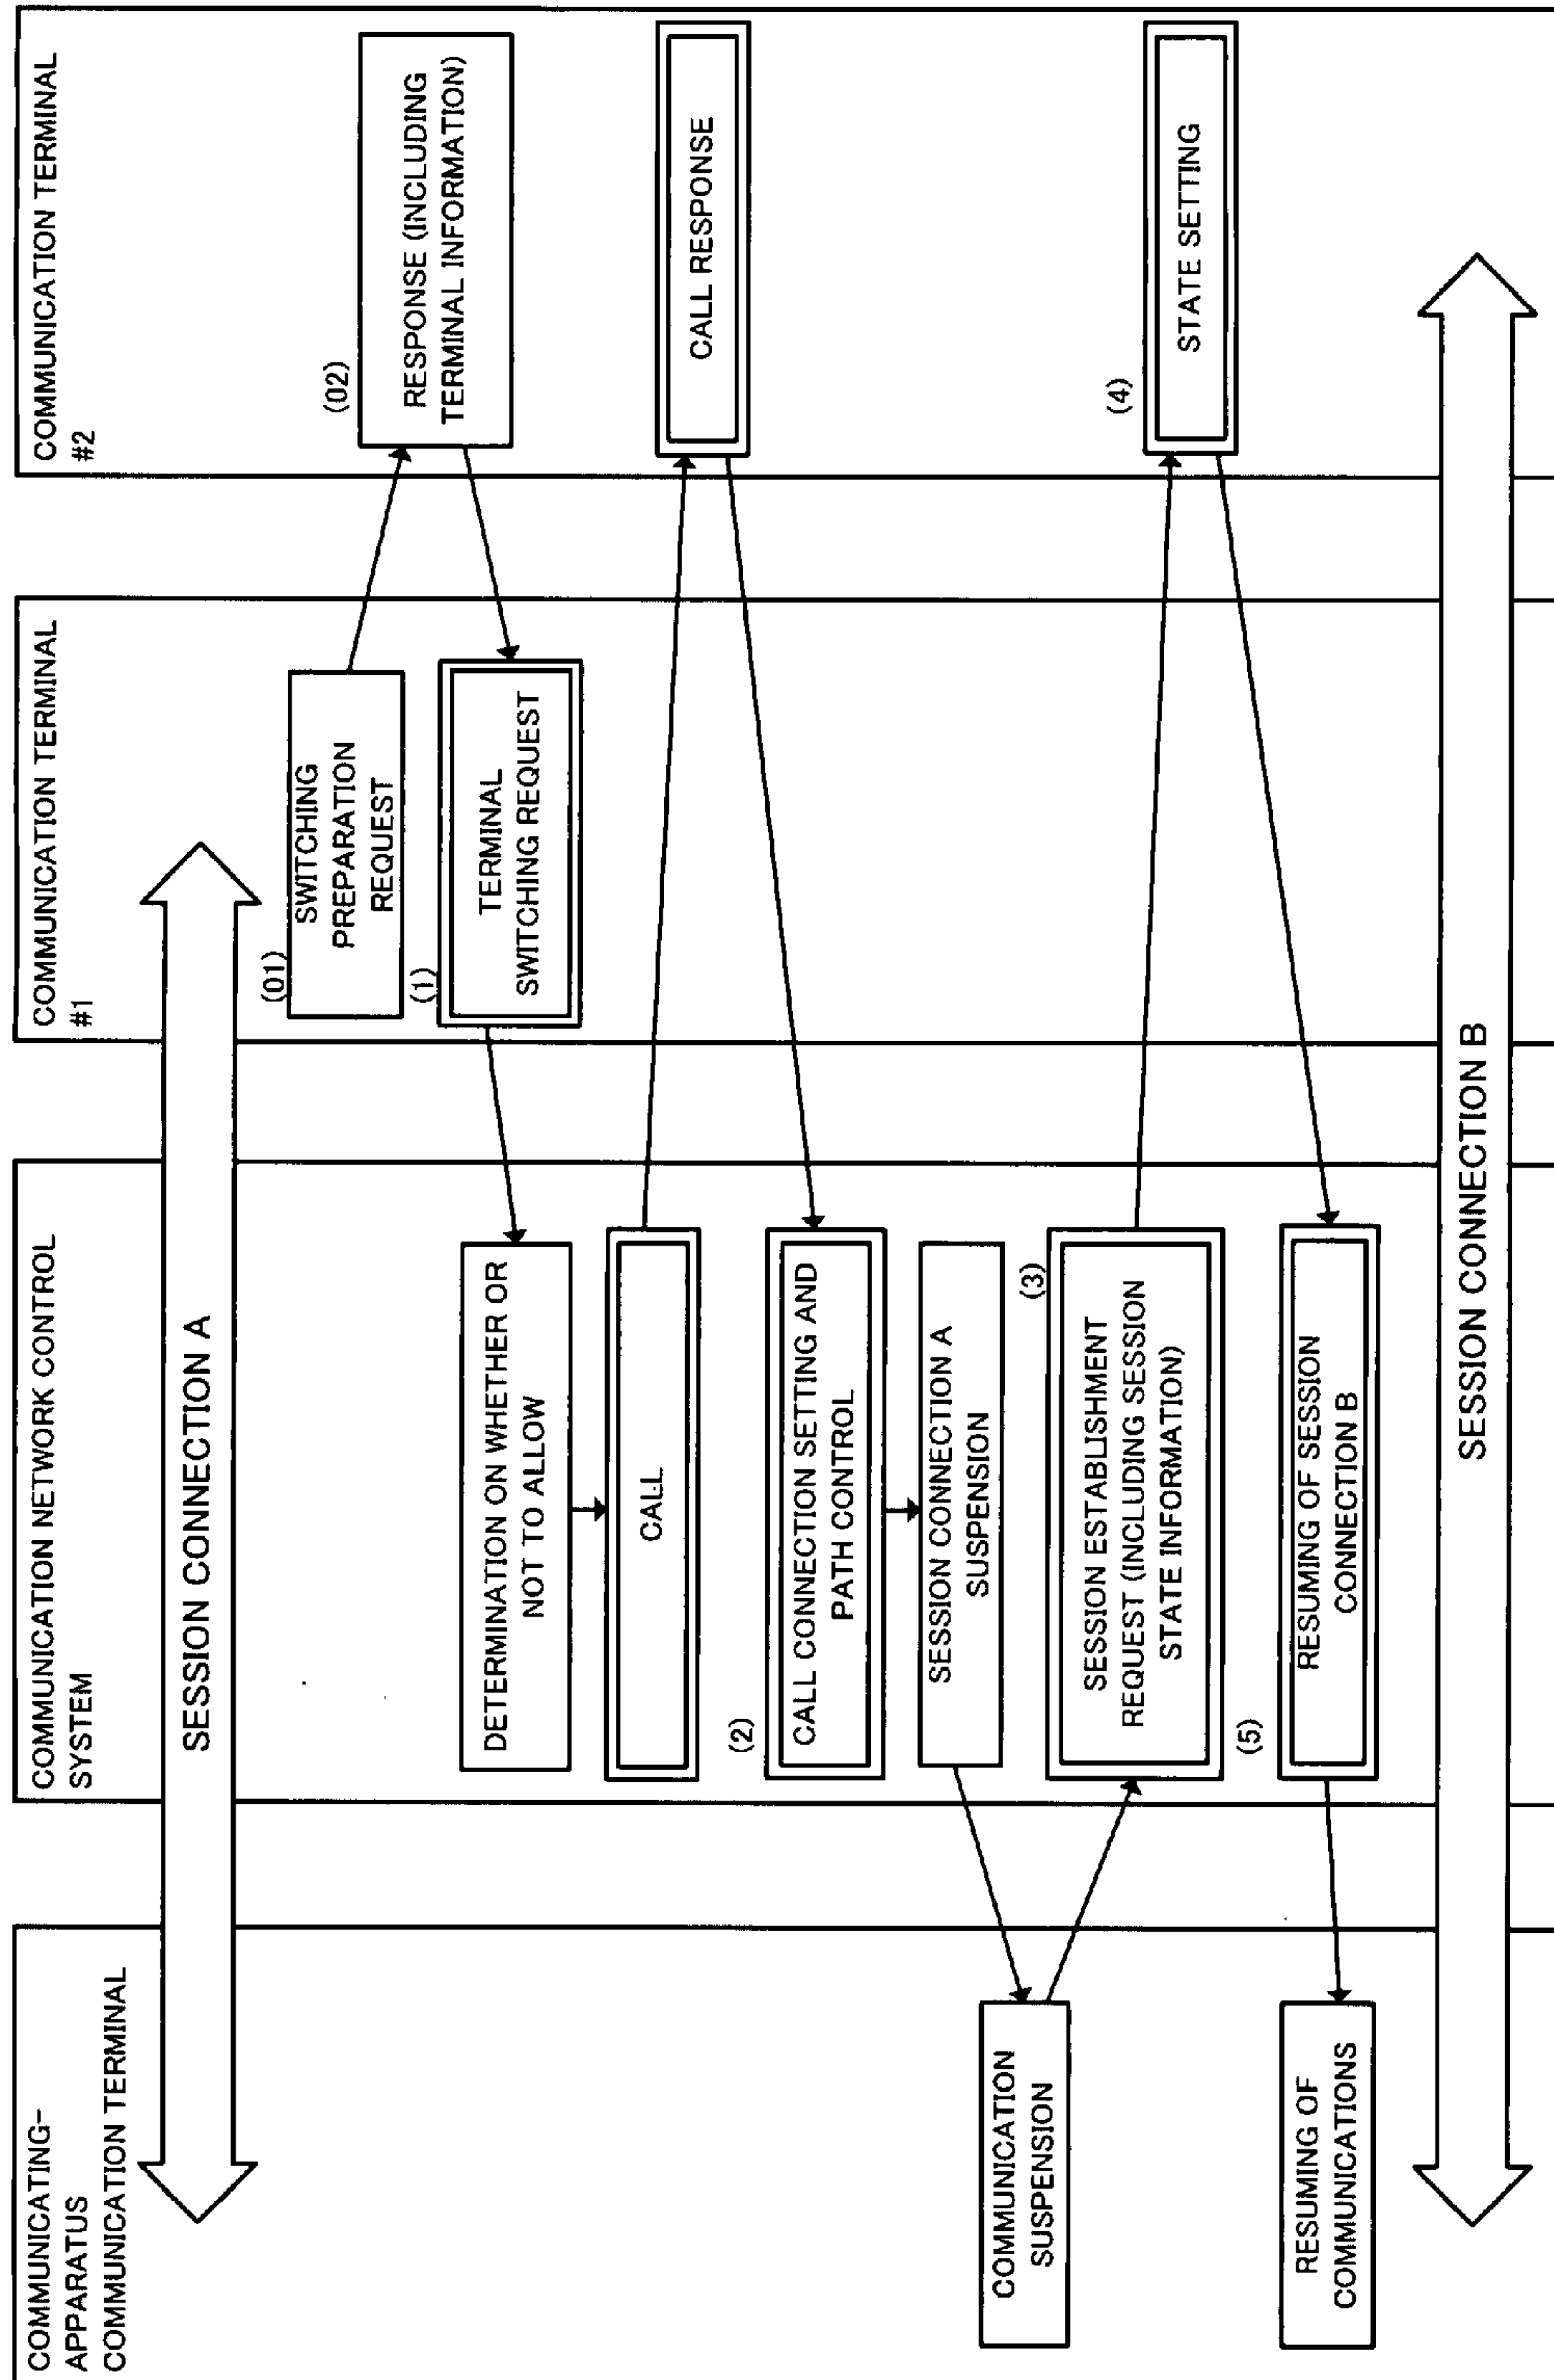 COMMUNICATING-
APPARATUS
COMMUNICATION TERMINAL
COMMUNICATION NETWORK CONTROL
SYSTEM
COMMUNICATION TERMINAL
#1
COMMUNICATION TERMINAL
#2
SESSION CONNECTION A
(01)
SWITCHING
PREPARATION
REQUEST
(02)
RESPONSE (INCLUDING
TERMINAL INFORMATION)
(1)
TERMINAL
SWITCHING REQUEST
DETERMINATION ON WHETHER OR
NOT TO ALLOW
CALL
CALL RESPONSE
(2)
CALL CONNECTION SETTING AND
PATH CONTROL
SESSION CONNECTION A
SUSPENSION
COMMUNICATION
SUSPENSION
(3)
SESSION ESTABLISHMENT
REQUEST (INCLUDING SESSION
STATE INFORMATION)
(4)
STATE SETTING
(5)
RESUMING OF SESSION
CONNECTION B
RESUMING OF
COMMUNICATIONS
SESSION CONNECTION B